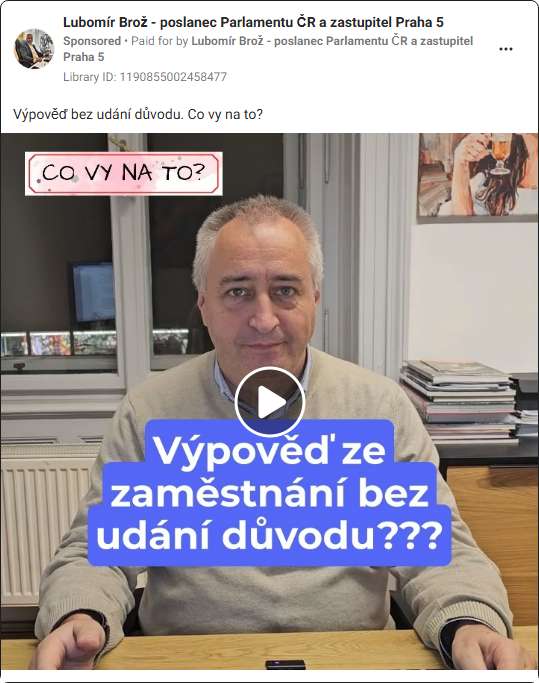 Lubomír Brož - poslanec Parlamentu ČR a zastupitel Praha 5
Sponsored • Paid for by Lubomír Brož - poslanec Parlamentu ČR a zastupitel
Praha 5
Library ID: 1190855002458477
Výpověď bez udání důvodu. Co vy na to?
CO VY NA TO?
Výpověď ze
zaměstnání bez
udání důvodu???